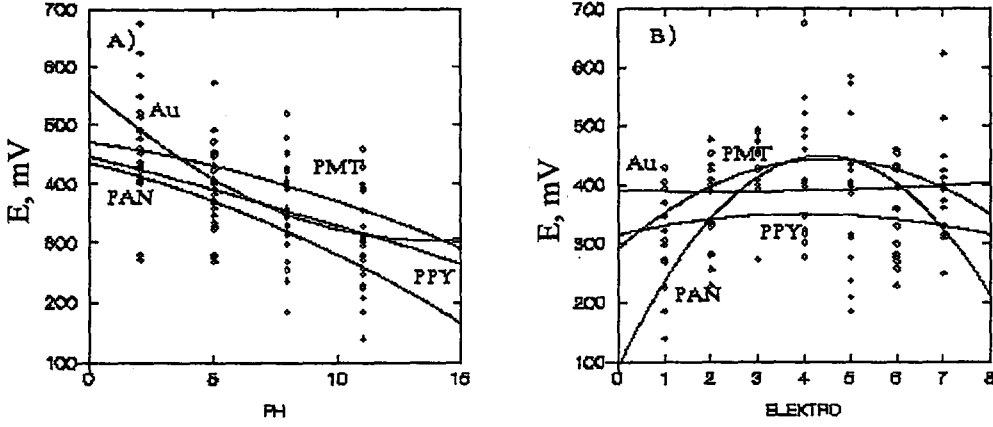 A)
E, mV
700
600
500
400
300
200
100
Au
PMT
PAN
PPY
0
5
10
15
PH
B)
E, mV
700
600
500
400
300
200
100
Au
PMT
PPY
PAN
0 1 2 3 4 5 6 7 8
ELEKTRO